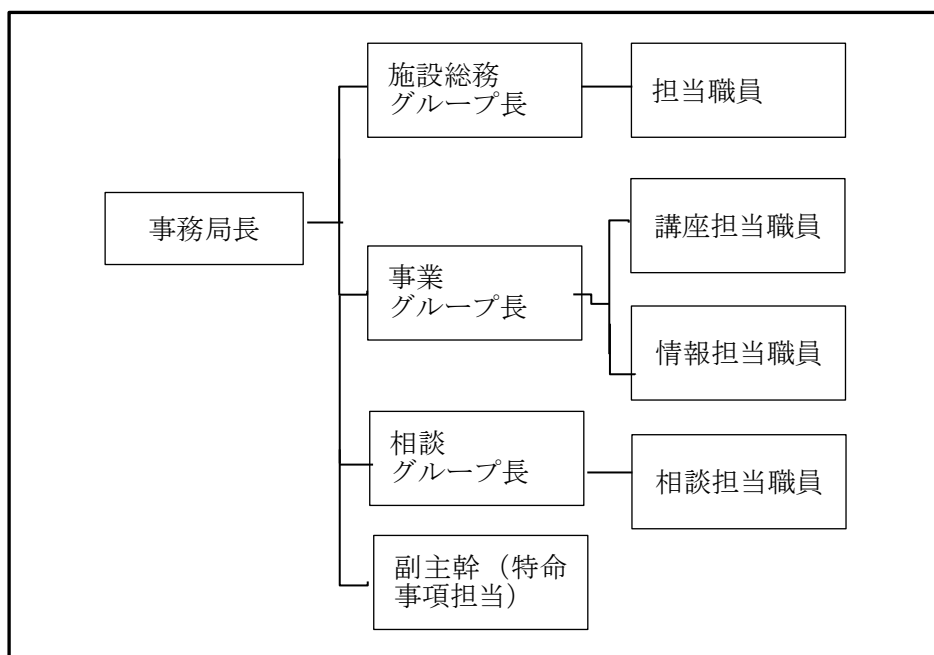 事務局長
施設総務
グループ長
担当職員
事業
グループ長
講座担当職員
情報担当職員
相談
グループ長
相談担当職員
副主幹（特命
事項担当）